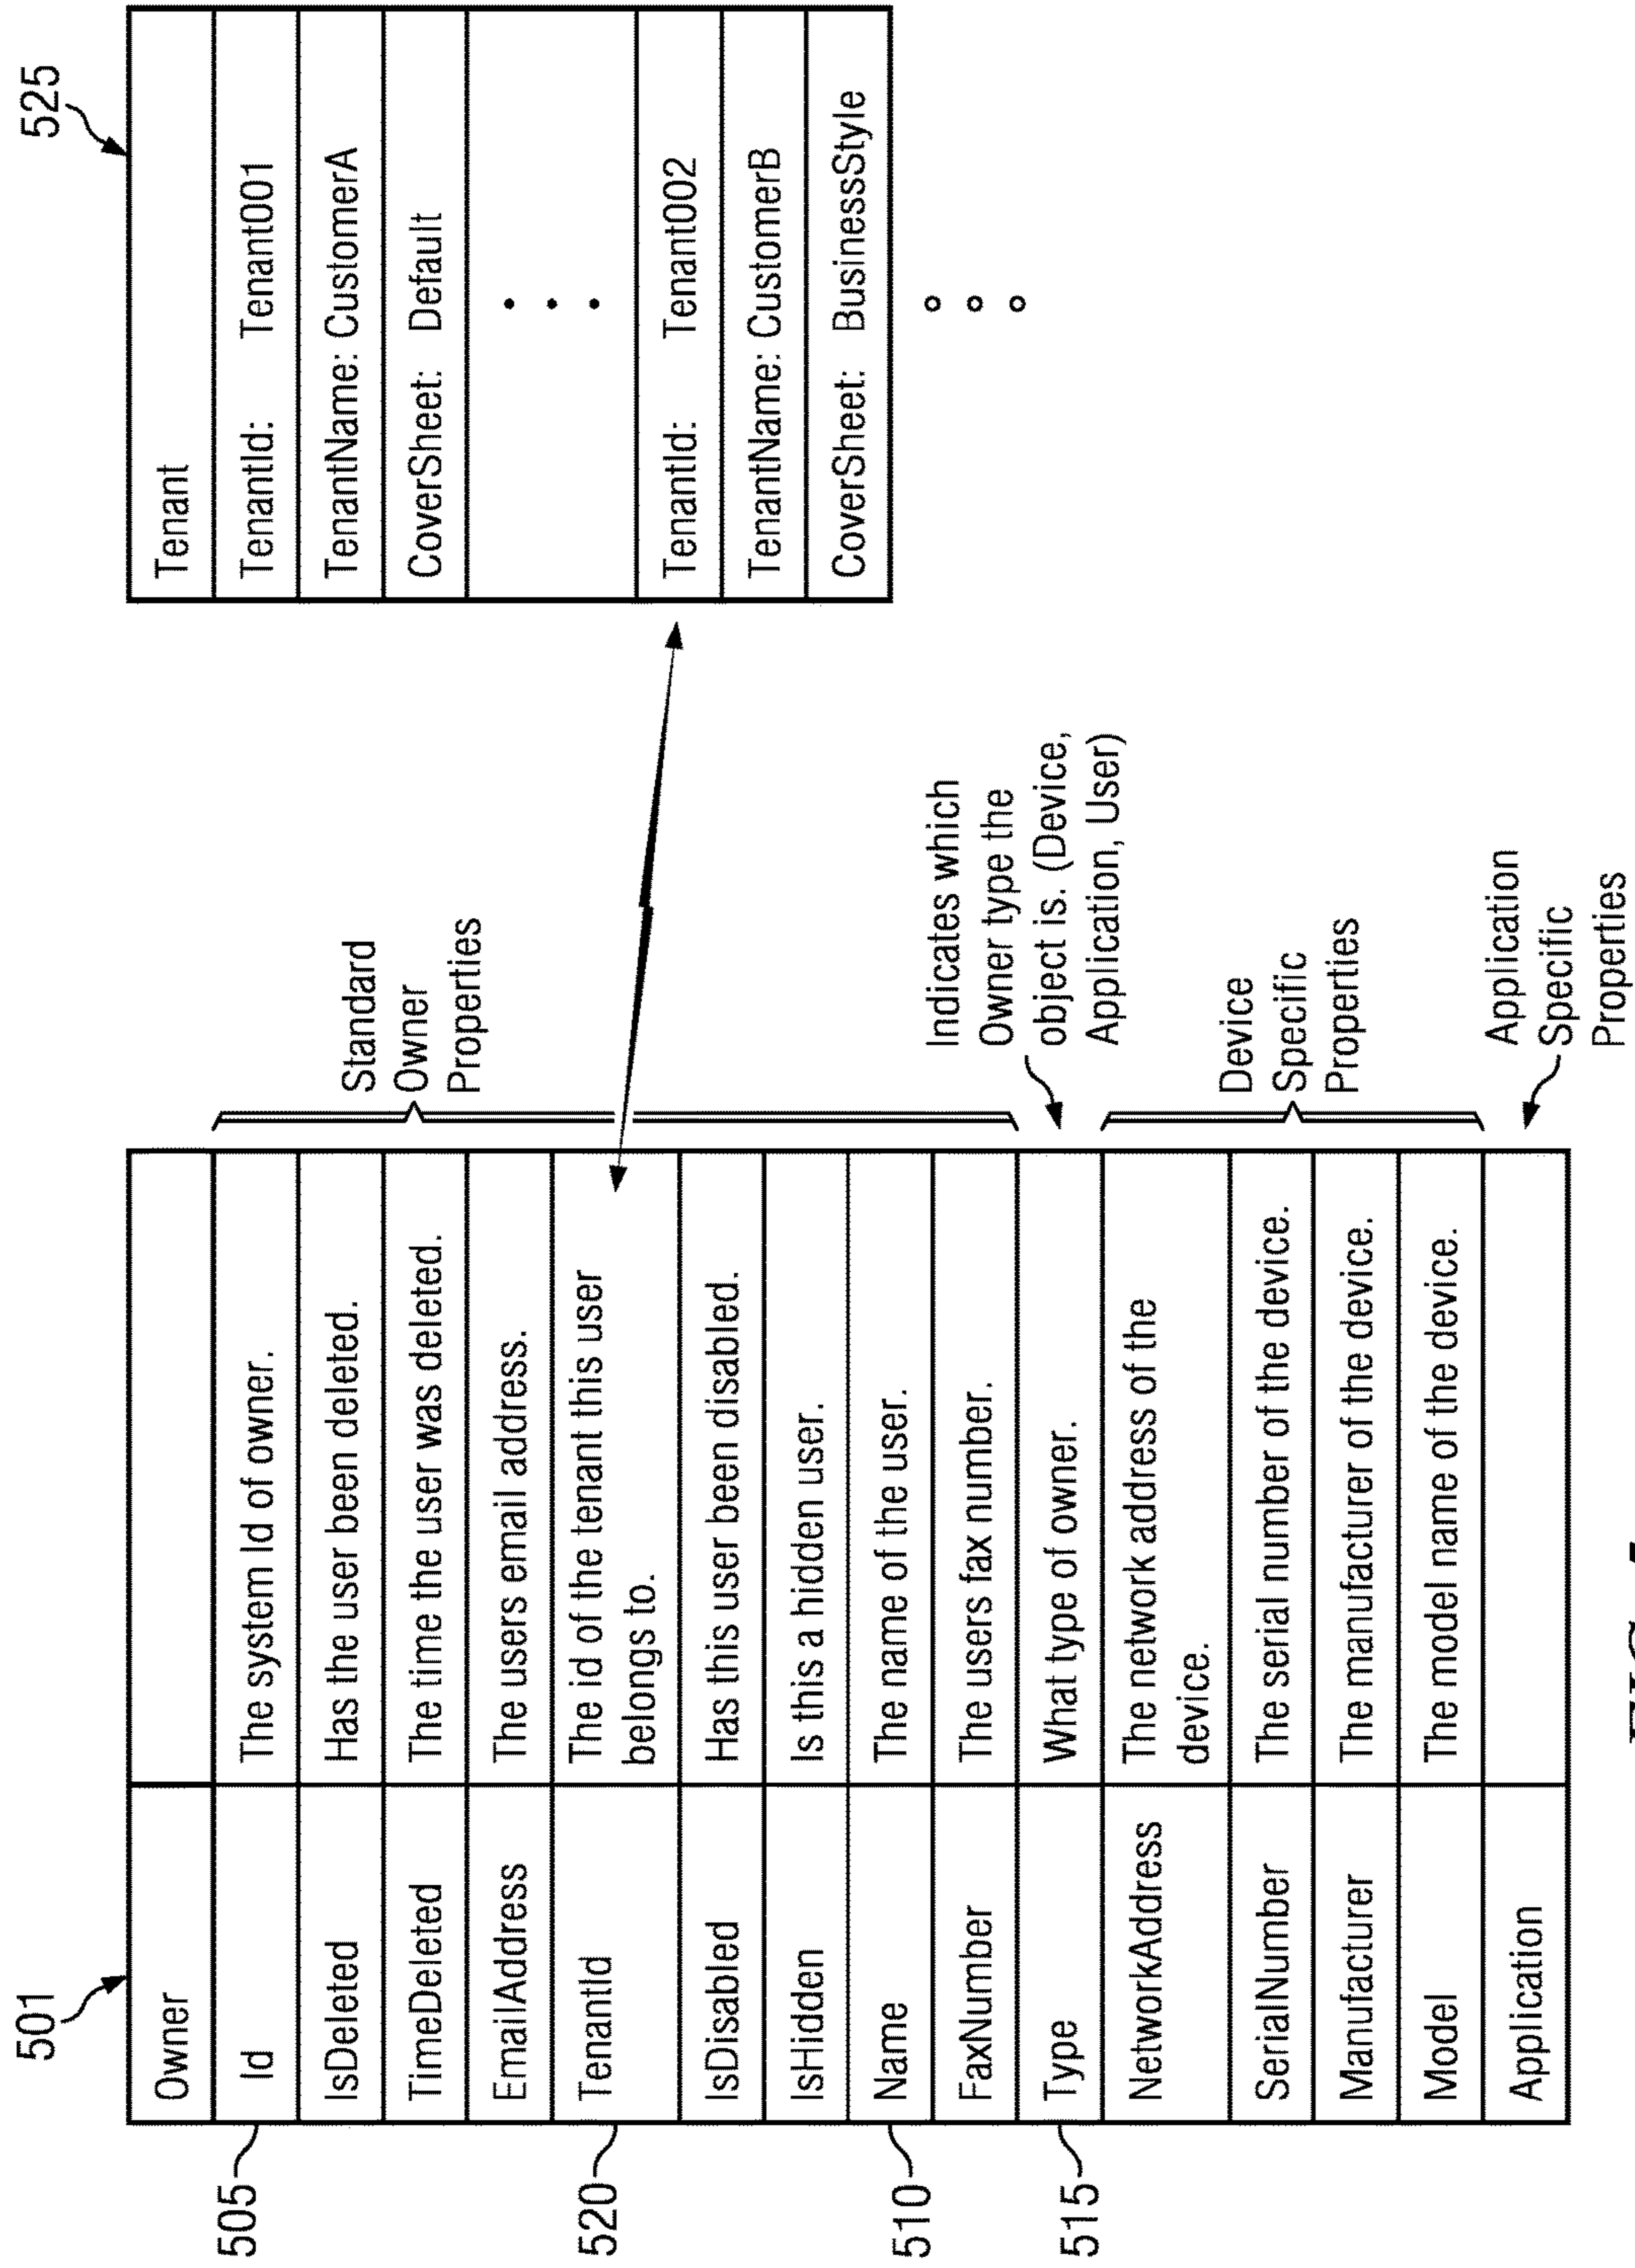 501
Owner
505
Id
The system Id of owner.
IsDeleted
Has the user been deleted.
TimeDeleted
The time the user was deleted.
EmailAddress
The users email address.
520
TenantId
The id of the tenant this user
belongs to.
IsDisabled
Has this user been disabled.
IsHidden
Is this a hidden user.
510
Name
The name of the user.
FaxNumber
The users fax number.
515
Type
What type of owner.
NetworkAddress
The network address of the
device.
SerialNumber
The serial number of the device.
Manufacturer
The manufacturer of the device.
Model
The model name of the device.
Application
Standard
Owner
Properties
Indicates which
Owner type the
object is. (Device,
Application, User)
Device
Specific
Properties
Application
Specific
Properties
525
Tenant
TenantId: Tenant001
TenantName: CustomerA
CoverSheet: Default
TenantId: Tenant002
TenantName: CustomerB
CoverSheet: BusinessStyle